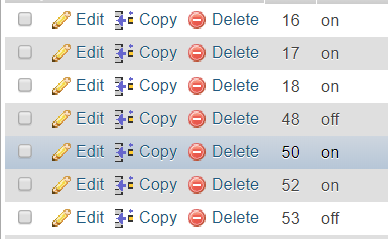 Edit Copy Delete 16 on
Edit Copy Delete 17 on
Edit Copy Delete 18 on
Edit Copy Delete 48 off
Edit Copy Delete 50 on
Edit Copy Delete 52 on
Edit Copy Delete 53 off